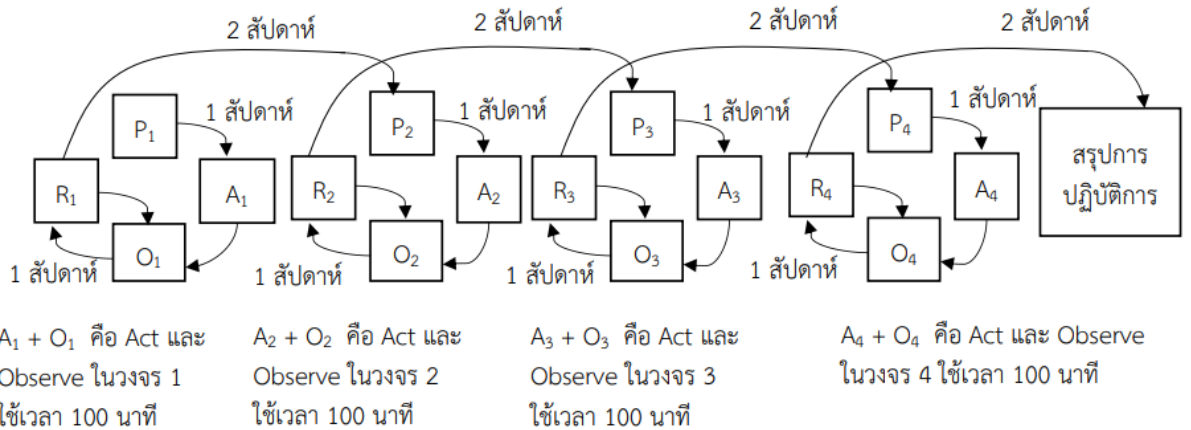 2 สัปดาห์
2 สัปดาห์
2 สัปดาห์
2 สัปดาห์
P₁
1 สัปดาห์
P₂
1 สัปดาห์
P₃
1 สัปดาห์
P₄
1 สัปดาห์
R₁
A₁
R₂
A₂
R₃
A₃
R₄
A₄
สรุปการ
ปฏิบัติการ
O₁
O₂
O₃
O₄
1 สัปดาห์
1 สัปดาห์
1 สัปดาห์
1 สัปดาห์
A₁ + O₁ คือ Act และ
Observe ในวงจร 1
ใช้เวลา 100 นาที
A₂ + O₂ คือ Act และ
Observe ในวงจร 2
ใช้เวลา 100 นาที
A₃ + O₃ คือ Act และ
Observe ในวงจร 3
ใช้เวลา 100 นาที
A₄ + O₄ คือ Act และ Observe
ในวงจร 4 ใช้เวลา 100 นาที